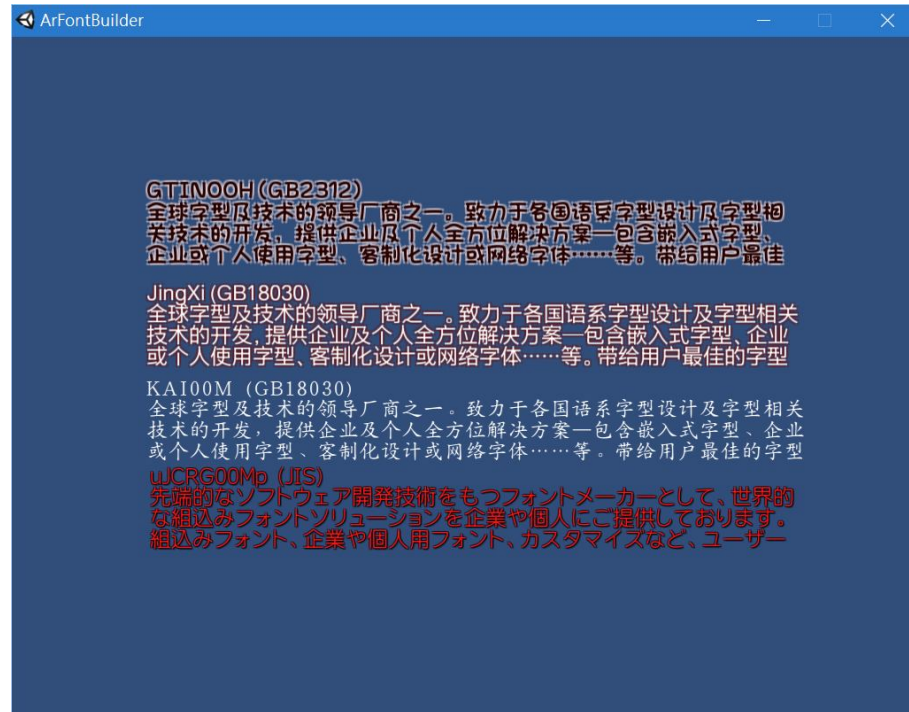 ArFontBuilder
GTIN00H (GB2312)
全球字型及技术的领导厂商之一。致力于各国语系字型设计及字型相
关技术的开发，提供企业及个人全方位解决方案—包含嵌入式字型、
企业或个人使用字型、客制化设计或网络字体……等。带给用户最佳
JingXi (GB18030)
全球字型及技术的领导厂商之一。致力于各国语系字型设计及字型相关
技术的开发，提供企业及个人全方位解决方案—包含嵌入式字型、企业
或个人使用字型、客制化设计或网络字体……等。带给用户最佳的字型
KAI00M (GB18030)
全球字型及技术的领导厂商之一。致力于各国语系字型设计及字型相关
技术的开发，提供企业及个人全方位解决方案—包含嵌入式字型、企业
或个人使用字型、客制化设计或网络字体……等。带给用户最佳的字型
uJCRG00Mp (JIS)
先端的なソフトウェア開発技術をもつフォントメーカーとして、世界的
な組込みフォントソリューションを企業や個人にご提供しております。
組込みフォント、企業や個人用フォント、カスタマイズなど、ユーザー